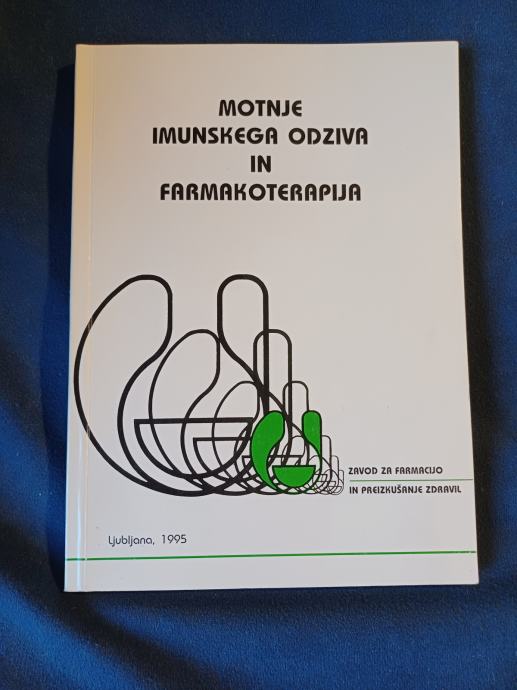 MOTNJE
IMUNSKEGA ODZIVA
IN
FARMAKOTERAPIJA
ZAVOD ZA FARMACIJO
IN PREIZKUŠANJE ZDRAVIL
Ljubljana, 1995